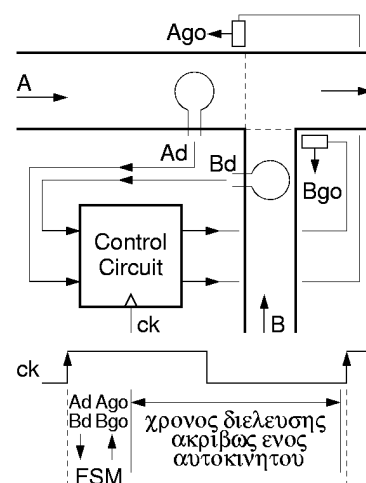 Ago
A
Ad
Bd
Bgo
Control
Circuit
ck
B
ck
Ad Ago
Bd Bgo
FSM
χρονος διελευσης
ακριβως ενος
αυτοκινητου